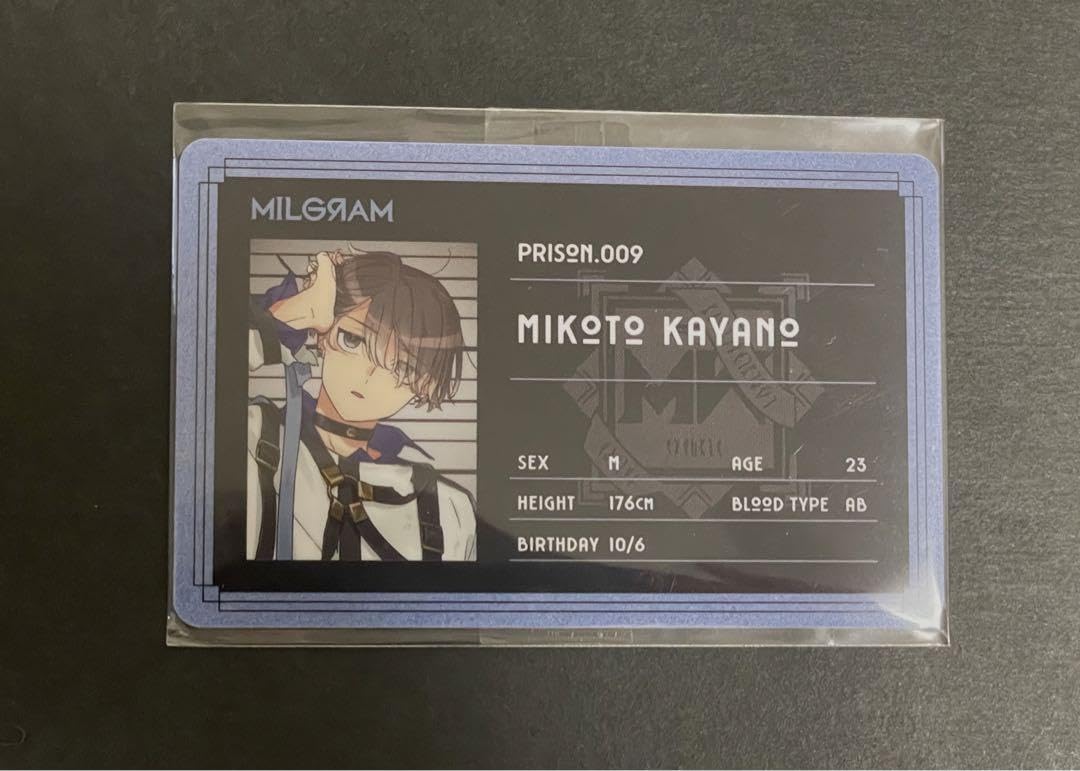 MILGRAM
PRISON.009
MIKOTO KAYANO
SEX M AGE 23
HEIGHT 176CM BLOOD TYPE AB
BIRTHDAY 10/6